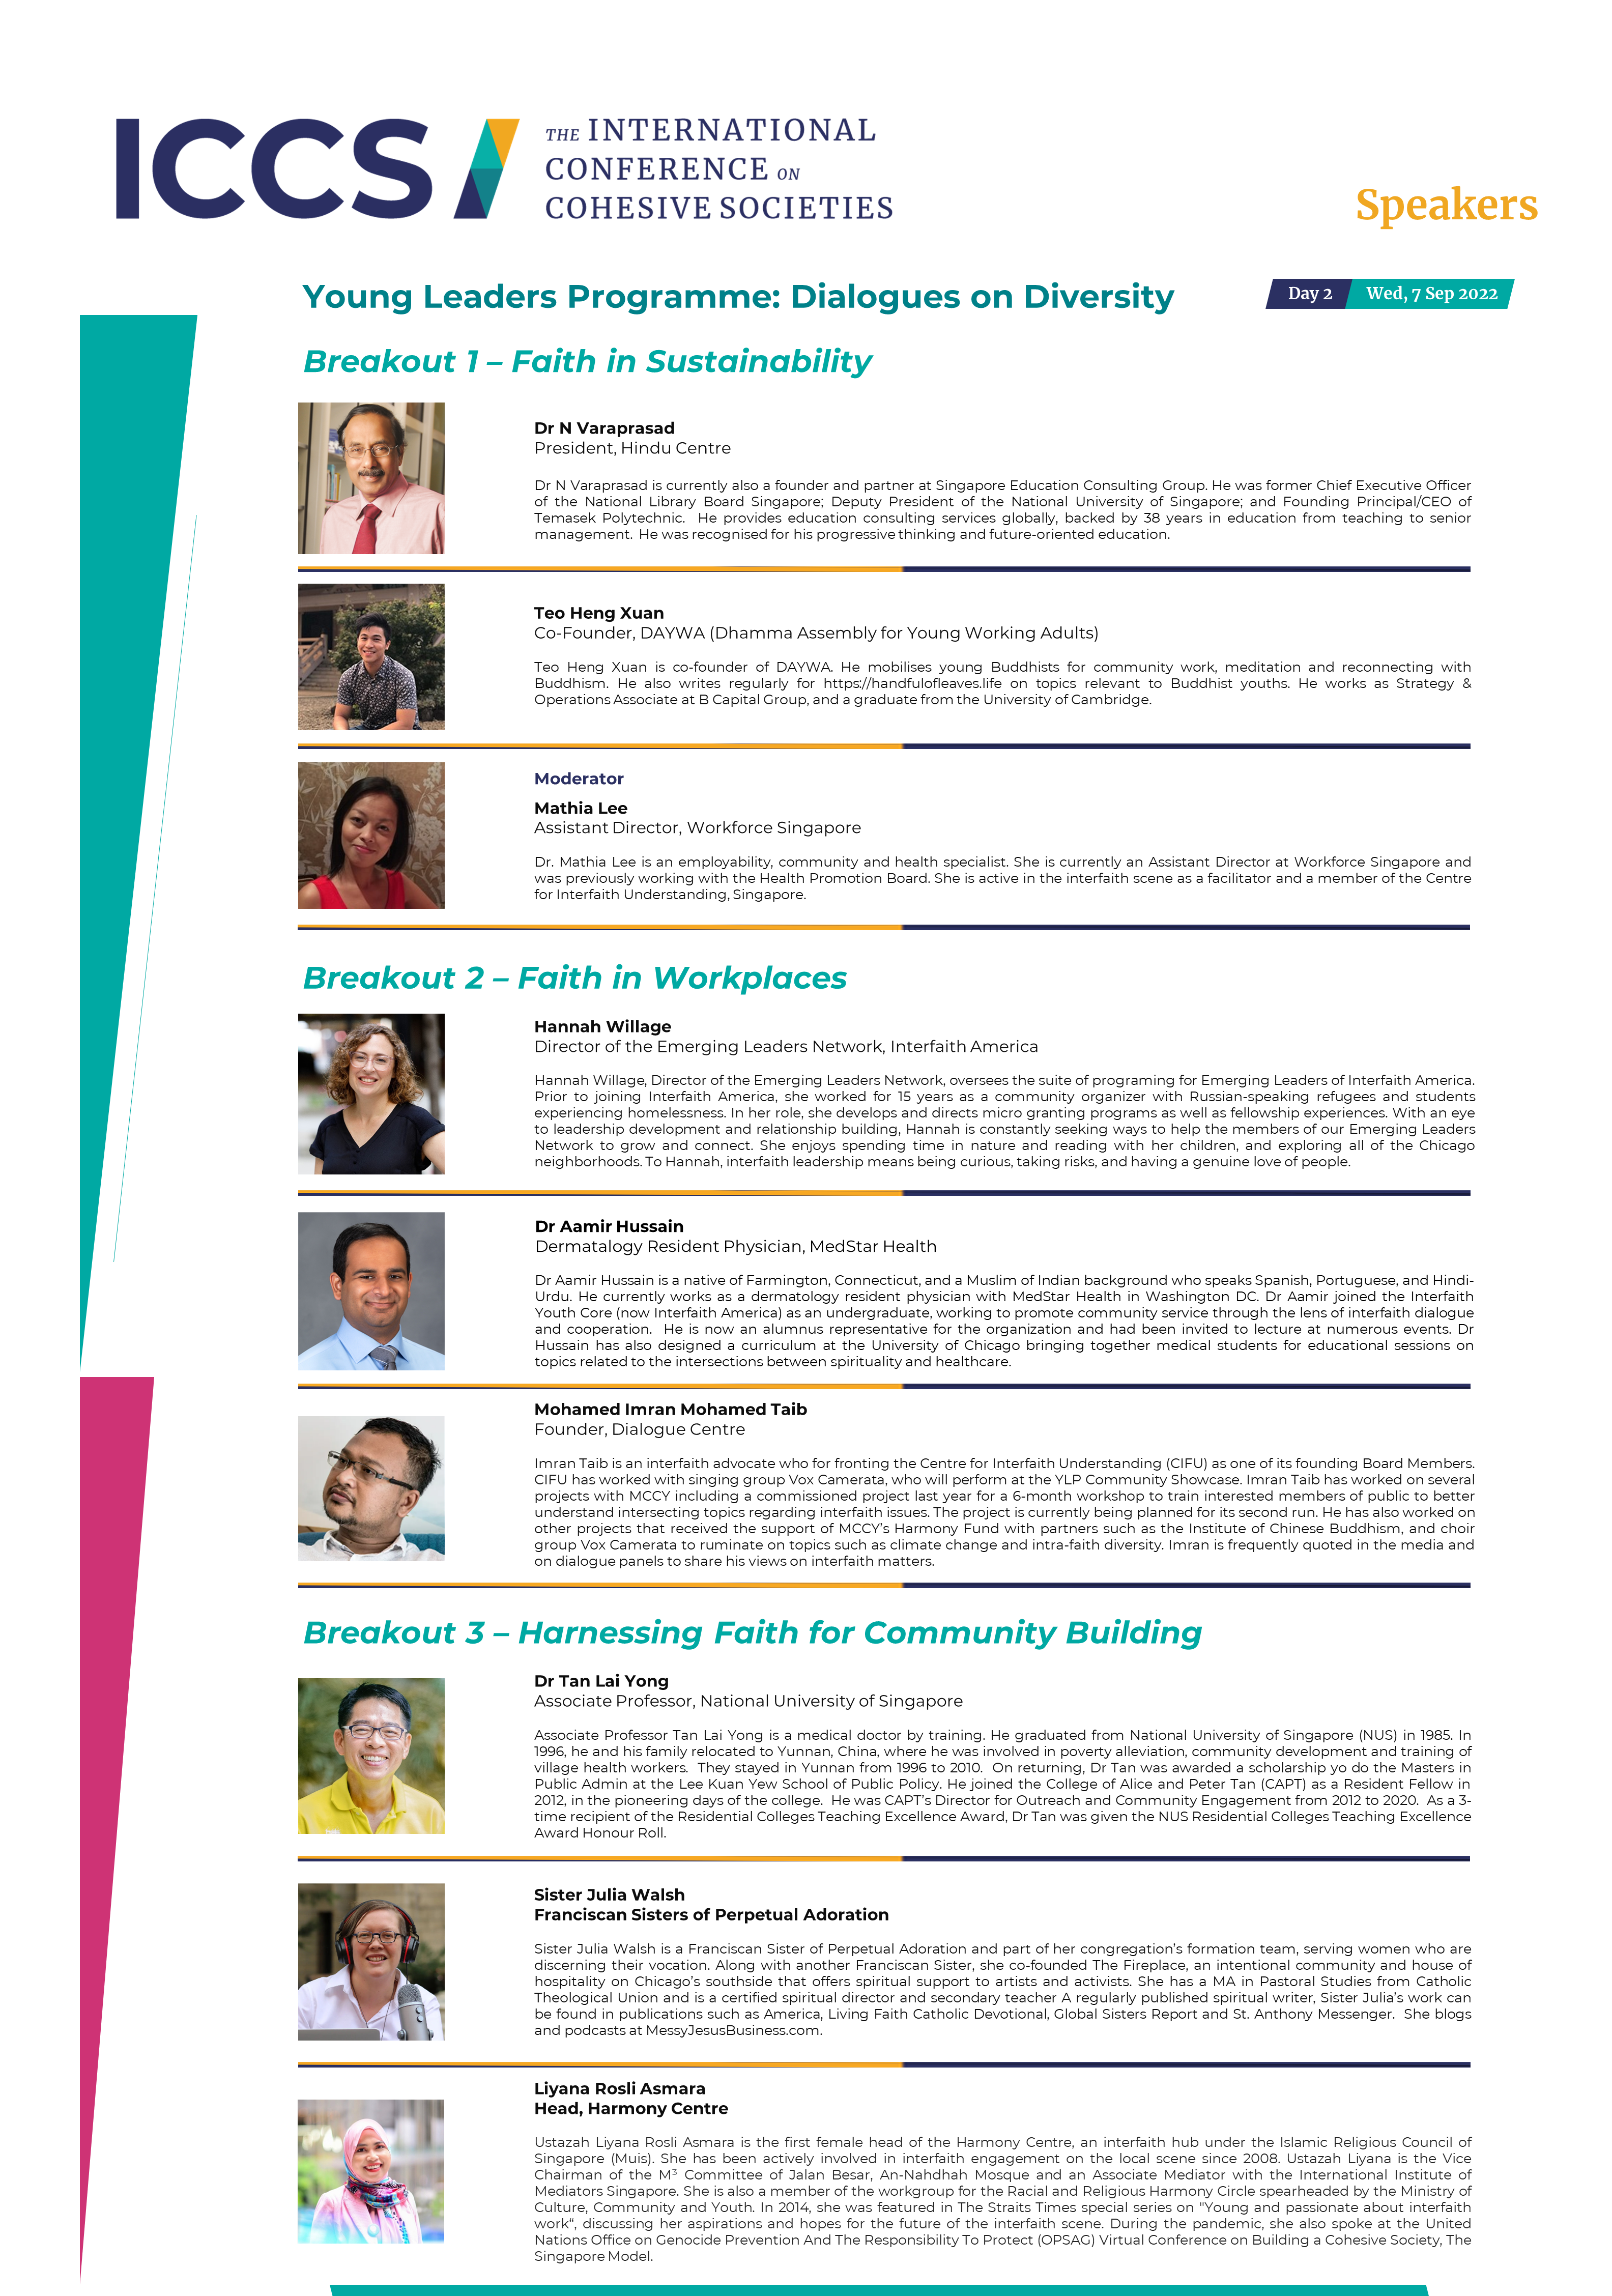 ICCS
THE INTERNATIONAL
CONFERENCE ON
COHESIVE SOCIETIES
Speakers
Young Leaders Programme: Dialogues on Diversity
Day 2 Wed, 7 Sep 2022
Breakout 1 – Faith in Sustainability
Dr N Varaprasad
President, Hindu Centre
Dr N Varaprasad is currently also a founder and partner at Singapore Education Consulting Group. He was former Chief Executive Officer
of the National Library Board Singapore; Deputy President of the National University of Singapore; and Founding Principal/CEO of
Temasek Polytechnic. He provides education consulting services globally, backed by 38 years in education from teaching to senior
management. He was recognised for his progressive thinking and future-oriented education.
Teo Heng Xuan
Co-Founder, DAYWA (Dhamma Assembly for Young Working Adults)
Teo Heng Xuan is co-founder of DAYWA. He mobilises young Buddhists for community work, meditation and reconnecting with
Buddhism. He also writes regularly for https://handfulofleaves.life on topics relevant to Buddhist youths. He works as Strategy &
Operations Associate at B Capital Group, and a graduate from the University of Cambridge.
Moderator
Mathia Lee
Assistant Director, Workforce Singapore
Dr. Mathia Lee is an employability, community and health specialist. She is currently an Assistant Director at Workforce Singapore and
was previously working with the Health Promotion Board. She is active in the interfaith scene as a facilitator and a member of the Centre
for Interfaith Understanding, Singapore.
Breakout 2 – Faith in Workplaces
Hannah Willage
Director of the Emerging Leaders Network, Interfaith America
Hannah Willage, Director of the Emerging Leaders Network, oversees the suite of programing for Emerging Leaders of Interfaith America.
Prior to joining Interfaith America, she worked for 15 years as a community organizer with Russian-speaking refugees and students
experiencing homelessness. In her role, she develops and directs micro granting programs as well as fellowship experiences. With an eye
to leadership development and relationship building, Hannah is constantly seeking ways to help the members of our Emerging Leaders
Network to grow and connect. She enjoys spending time in nature and reading with her children, and exploring all of the Chicago
neighborhoods. To Hannah, interfaith leadership means being curious, taking risks, and having a genuine love of people.
Dr Aamir Hussain
Dermatalogy Resident Physician, MedStar Health
Dr Aamir Hussain is a native of Farmington, Connecticut, and a Muslim of Indian background who speaks Spanish, Portuguese, and Hindi-
Urdu. He currently works as a dermatology resident physician with MedStar Health in Washington DC. Dr Aamir joined the Interfaith
Youth Core (now Interfaith America) as an undergraduate, working to promote community service through the lens of interfaith dialogue
and cooperation. He is now an alumnus representative for the organization and had been invited to lecture at numerous events. Dr
Hussain has also designed a curriculum at the University of Chicago bringing together medical students for educational sessions on
topics related to the intersections between spirituality and healthcare.
Mohamed Imran Mohamed Taib
Founder, Dialogue Centre
Imran Taib is an interfaith advocate who for fronting the Centre for Interfaith Understanding (CIFU) as one of its founding Board Members.
CIFU has worked with singing group Vox Camerata, who will perform at the YLP Community Showcase. Imran Taib has worked on several
projects with MCCY including a commissioned project last year for a 6-month workshop to train interested members of public to better
understand intersecting topics regarding interfaith issues. The project is currently being planned for its second run. He has also worked on
other projects that received the support of MCCY's Harmony Fund with partners such as the Institute of Chinese Buddhism, and choir
group Vox Camerata to ruminate on topics such as climate change and intra-faith diversity. Imran is frequently quoted in the media and
on dialogue panels to share his views on interfaith matters.
Breakout 3 – Harnessing Faith for Community Building
Dr Tan Lai Yong
Associate Professor, National University of Singapore
Associate Professor Tan Lai Yong is a medical doctor by training. He graduated from National University of Singapore (NUS) in 1985. In
1996, he and his family relocated to Yunnan, China, where he was involved in poverty alleviation, community development and training of
village health workers. They stayed in Yunnan from 1996 to 2010. On returning, Dr Tan was awarded a scholarship yo do the Masters in
Public Admin at the Lee Kuan Yew School of Public Policy. He joined the College of Alice and Peter Tan (CAPT) as a Resident Fellow in
2012, in the pioneering days of the college. He was CAPT's Director for Outreach and Community Engagement from 2012 to 2020. As a 3-
time recipient of the Residential Colleges Teaching Excellence Award, Dr Tan was given the NUS Residential Colleges Teaching Excellence
Award Honour Roll.
Sister Julia Walsh
Franciscan Sisters of Perpetual Adoration
Sister Julia Walsh is a Franciscan Sister of Perpetual Adoration and part of her congregation's formation team, serving women who are
discerning their vocation. Along with another Franciscan Sister, she co-founded The Fireplace, an intentional community and house of
hospitality on Chicago's southside that offers spiritual support to artists and activists. She has a MA in Pastoral Studies from Catholic
Theological Union and is a certified spiritual director and secondary teacher A regularly published spiritual writer, Sister Julia's work can
be found in publications such as America, Living Faith Catholic Devotional, Global Sisters Report and St. Anthony Messenger. She blogs
and podcasts at MessyJesusBusiness.com.
Liyana Rosli Asmara
Head, Harmony Centre
Ustazah Liyana Rosli Asmara is the first female head of the Harmony Centre, an interfaith hub under the Islamic Religious Council of
Singapore (Muis). She has been actively involved in interfaith engagement on the local scene since 2008. Ustazah Liyana is the Vice
Chairman of the M³ Committee of Jalan Besar, An-Nahdhah Mosque and an Associate Mediator with the International Institute of
Mediators Singapore. She is also a member of the workgroup for the Racial and Religious Harmony Circle spearheaded by the Ministry of
Culture, Community and Youth. In 2014, she was featured in The Straits Times special series on "Young and passionate about interfaith
work“, discussing her aspirations and hopes for the future of the interfaith scene. During the pandemic, she also spoke at the United
Nations Office on Genocide Prevention And The Responsibility To Protect (OPSAG) Virtual Conference on Building a Cohesive Society, The
Singapore Model.